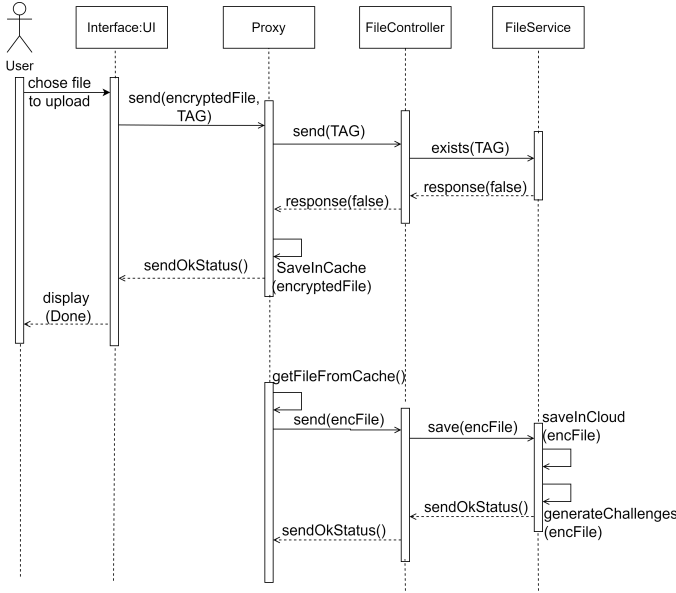 Interface:UI
Proxy
FileController
FileService
User
chose file
to upload
send(encryptedFile,
TAG)
send(TAG)
exists(TAG)
response(false)
response(false)
sendOkStatus()
SaveInCache
(encryptedFile)
display
(Done)
getFileFromCache()
send(encFile)
save(encFile)
saveInCloud
(encFile)
sendOkStatus()
generateChallenges
(encFile)
sendOkStatus()